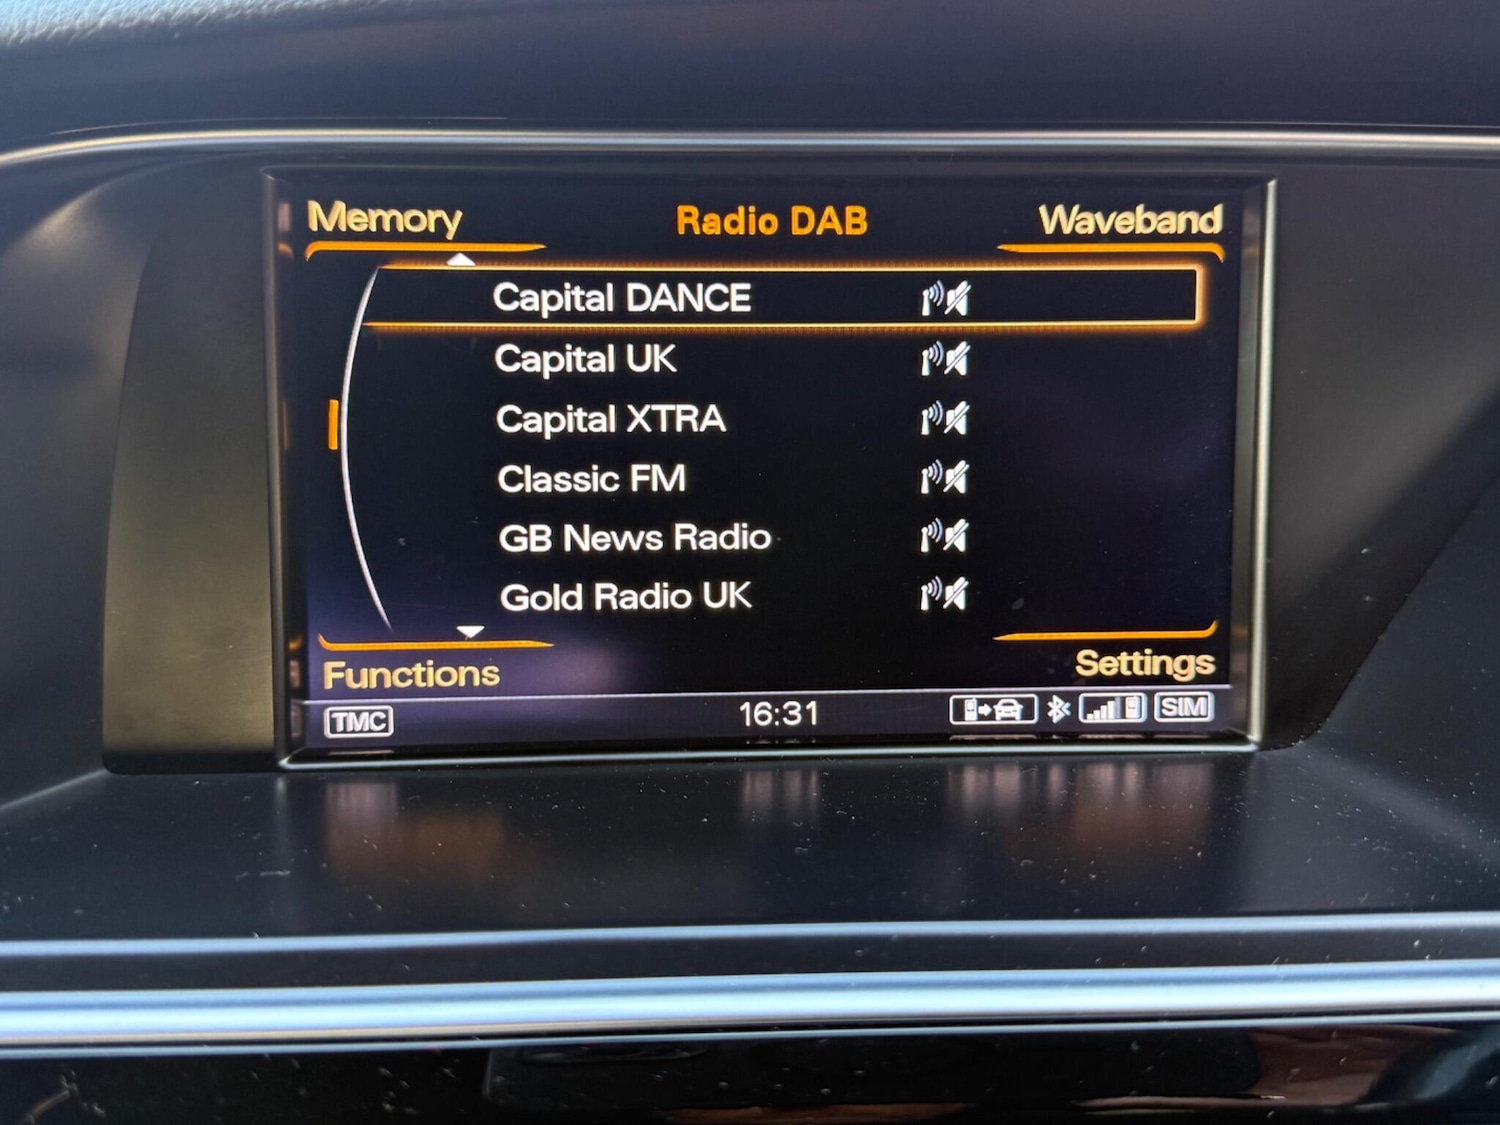 Memory Radio DAB Waveband
Capital DANCE
Capital UK
Capital XTRA
Classic FM
GB News Radio
Gold Radio UK
Functions Settings
TMC 16:31 SIM